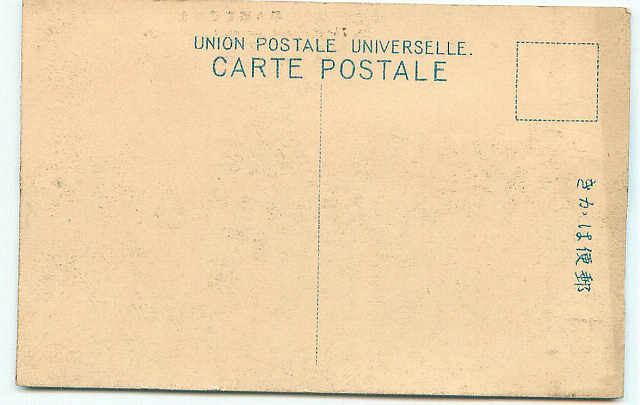 UNION POSTALE UNIVERSELLE.
CARTE POSTALE
郵便はがき